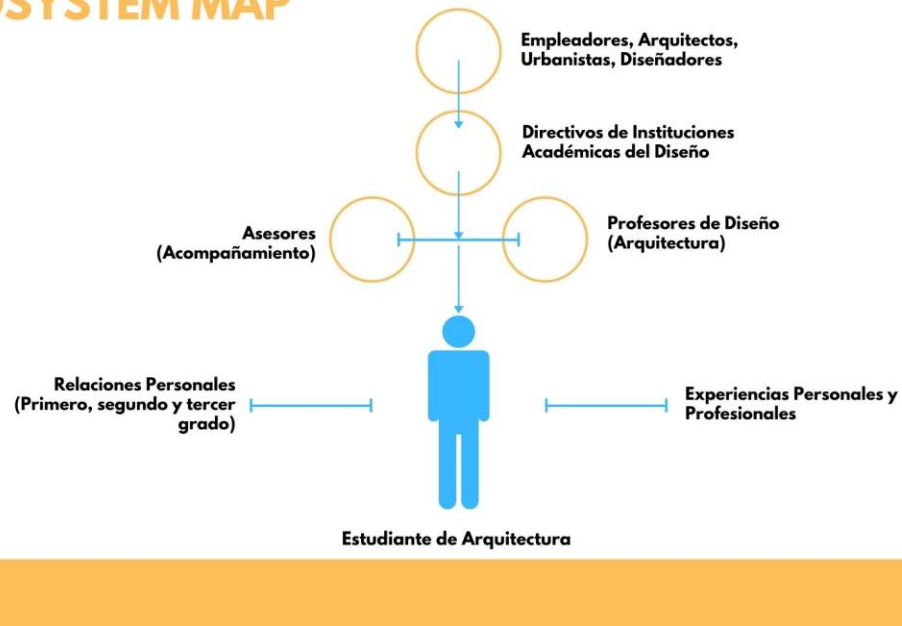 OSYSTEM MAP
Empleadores, Arquitectos,
Urbanistas, Diseñadores
Directivos de Instituciones
Académicas del Diseño
Asesores
(Acompañamiento)
Profesores de Diseño
(Arquitectura)
Relaciones Personales
(Primero, segundo y tercer
grado)
Experiencias Personales y
Profesionales
Estudiante de Arquitectura